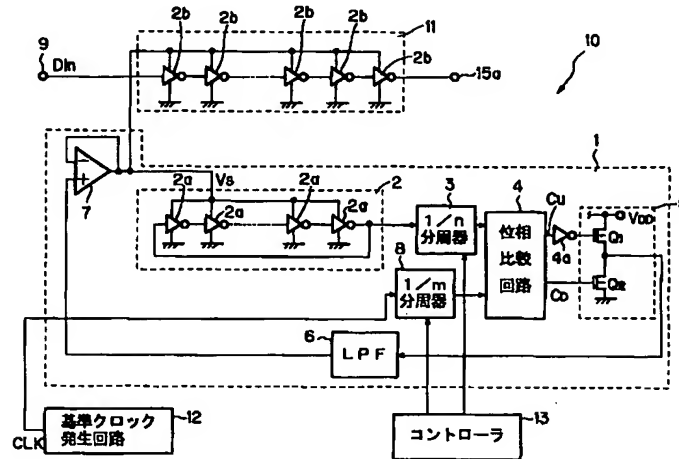 2b 2b 2b 2b 11
9 Din 2b 15a 10
1
7 Vs 2a 2a 2a 2a 2
3 1/n 分周器
4 位相比較回路
Cu 4a VDD Q1
CD Q2
8 1/m 分周器
6 LPF
CLK 基準クロック発生回路 12
コントローラ 13